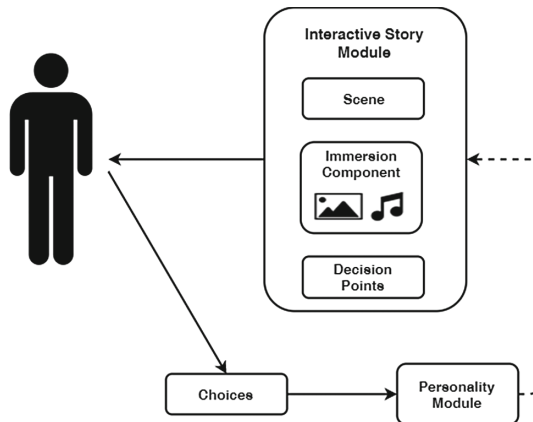 Interactive Story
Module
Scene
Immersion
Component
Decision
Points
Choices
Personality
Module